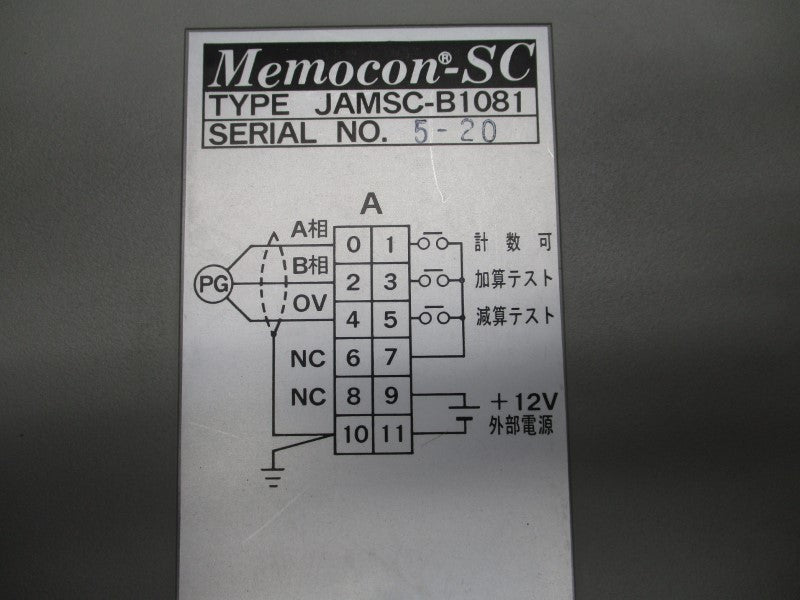 Memocon®-SC
TYPE JAMSC-B1081
SERIAL NO. 5-20
A
A相 0 1 計数可
PG B相 2 3 加算テスト
OV 4 5 減算テスト
NC 6 7
NC 8 9 +12V
10 11 外部電源